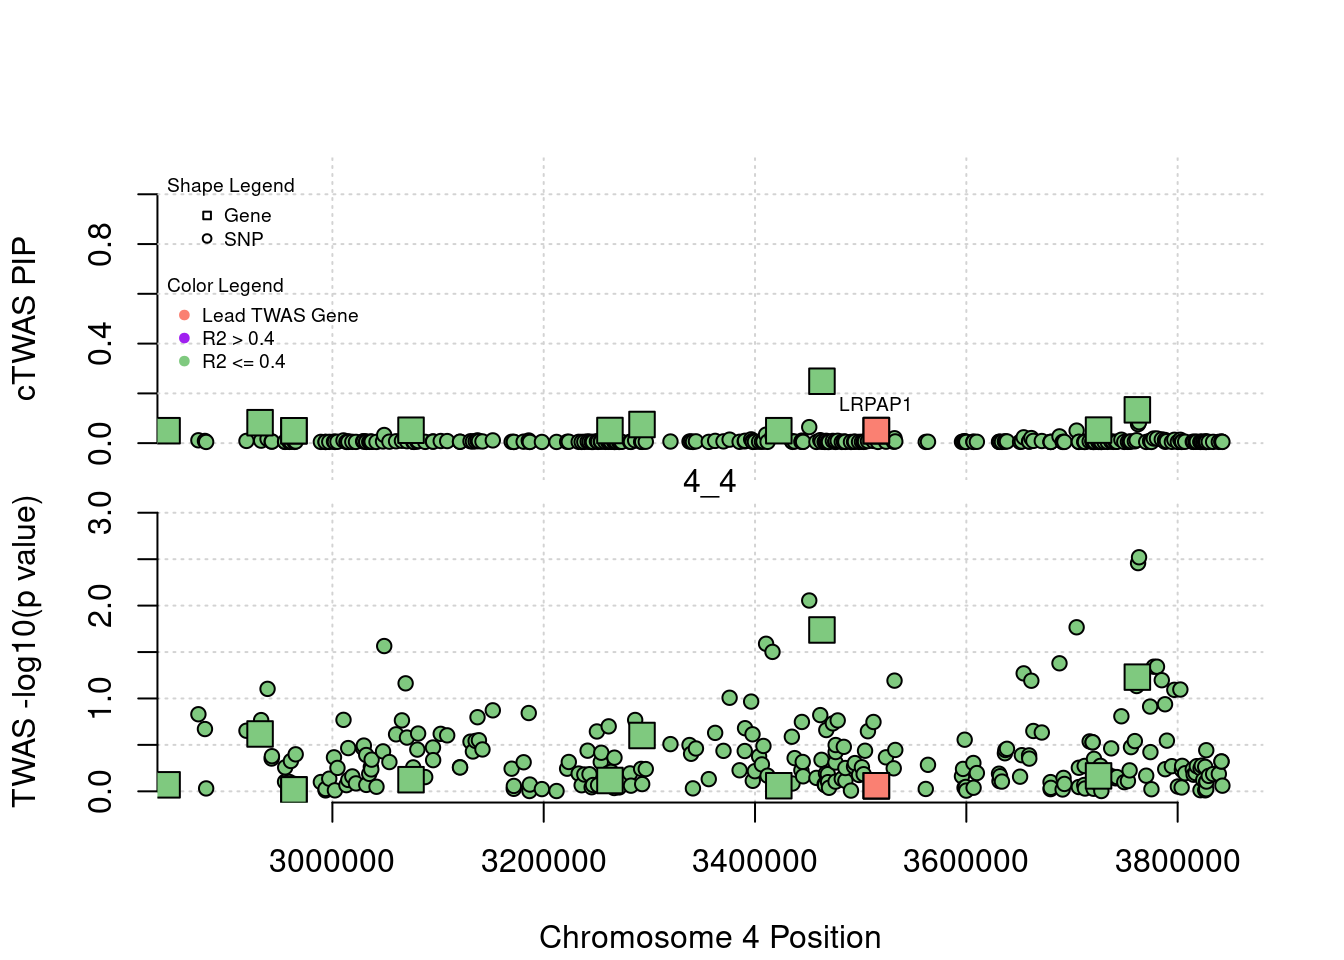 Shape Legend
Gene
SNP
Color Legend
Lead TWAS Gene
R2 > 0.4
R2 <= 0.4
cTWAS PIP
0.8
0.4
0.0
LRPAP1
4_4
TWAS -log10(p value)
3.0
2.0
1.0
0.0
3000000 3200000 3400000 3600000 3800000
Chromosome 4 Position